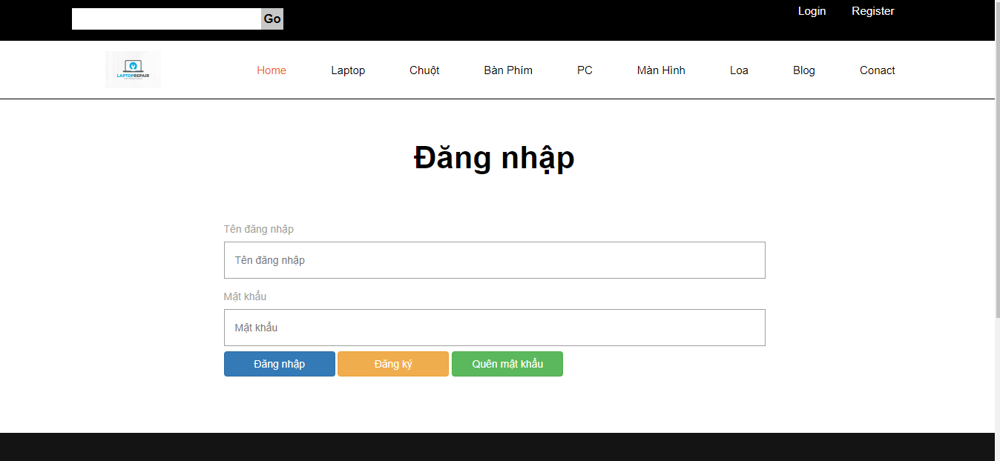 Go
Login Register
LAPTOPREPAIR
Home Laptop Chuột Bàn Phím PC Màn Hình Loa Blog Conact
Đăng nhập
Tên đăng nhập
Tên đăng nhập
Mật khẩu
Mật khẩu
Đăng nhập Đăng ký Quên mật khẩu